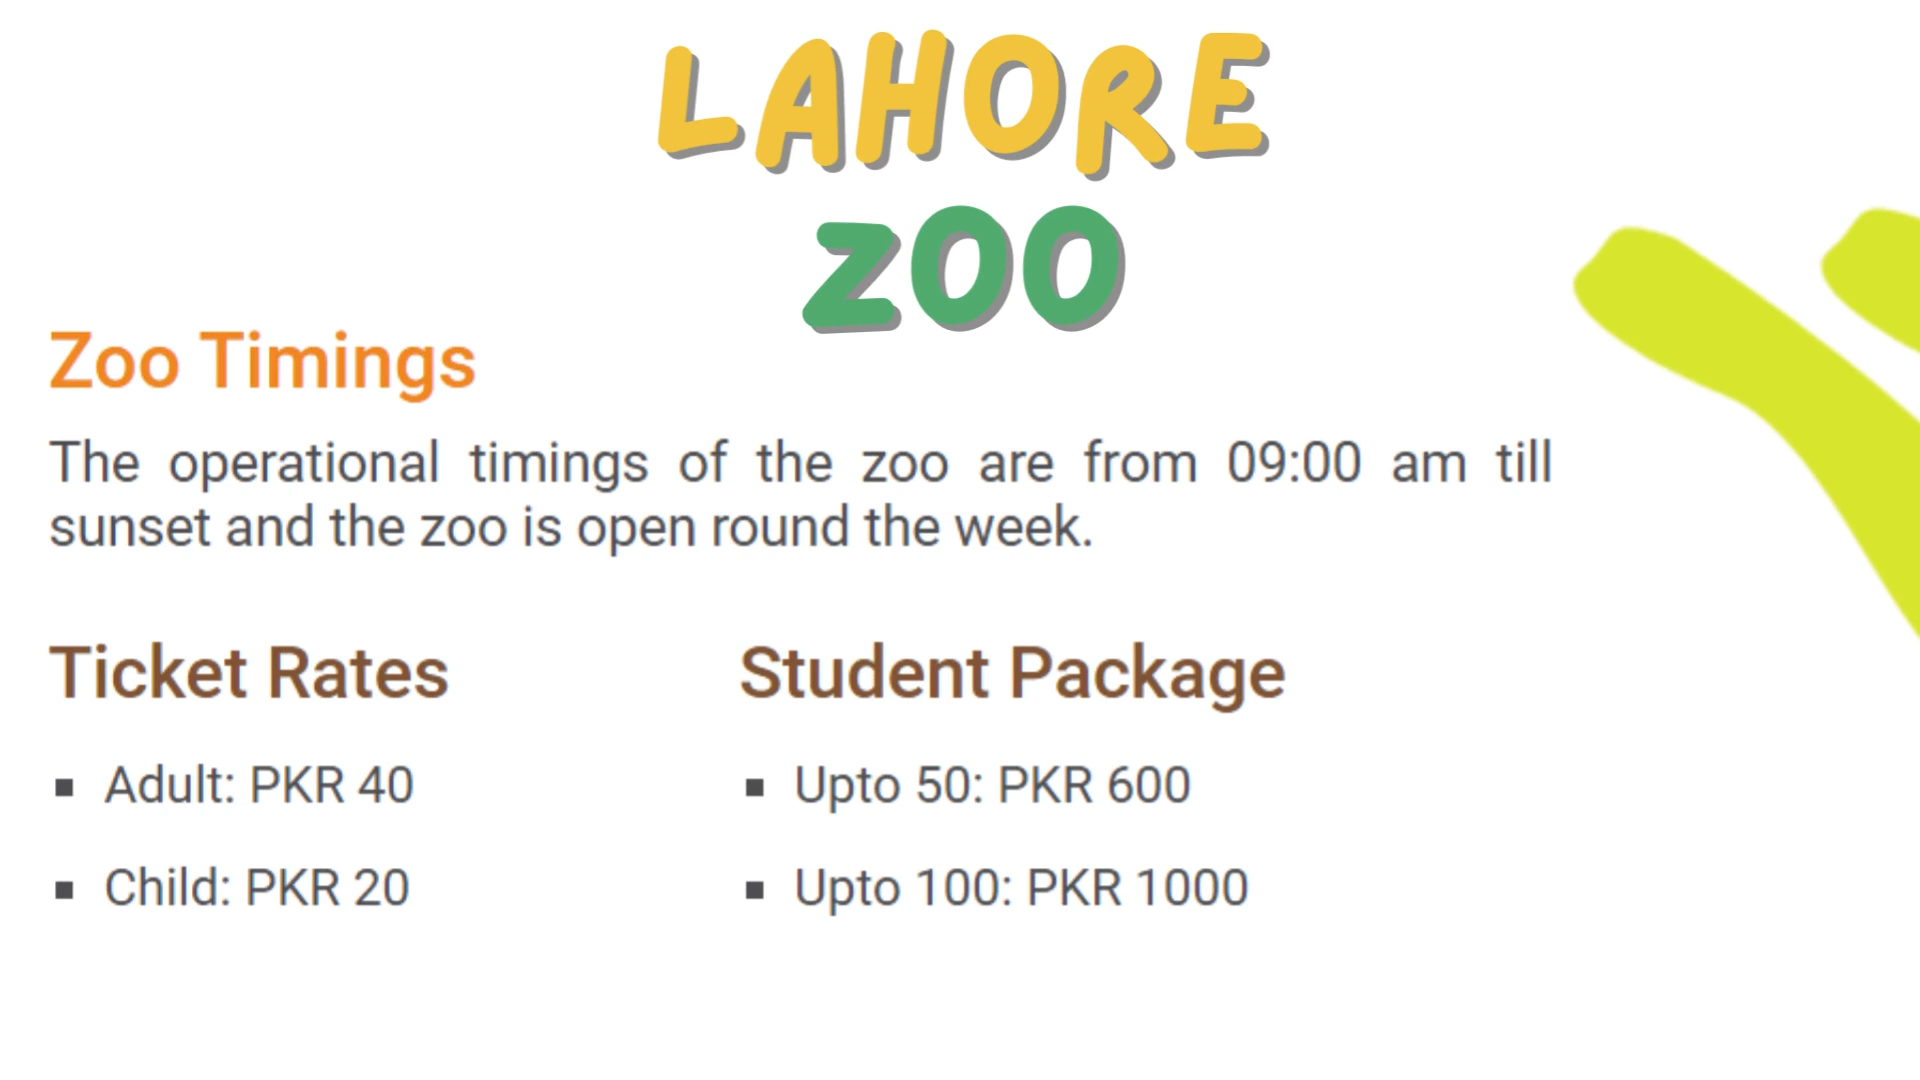 LAHORE
ZOO
Zoo Timings
The operational timings of the zoo are from 09:00 am till
sunset and the zoo is open round the week.
Ticket Rates
▪ Adult: PKR 40
▪ Child: PKR 20
Student Package
▪ Upto 50: PKR 600
▪ Upto 100: PKR 1000